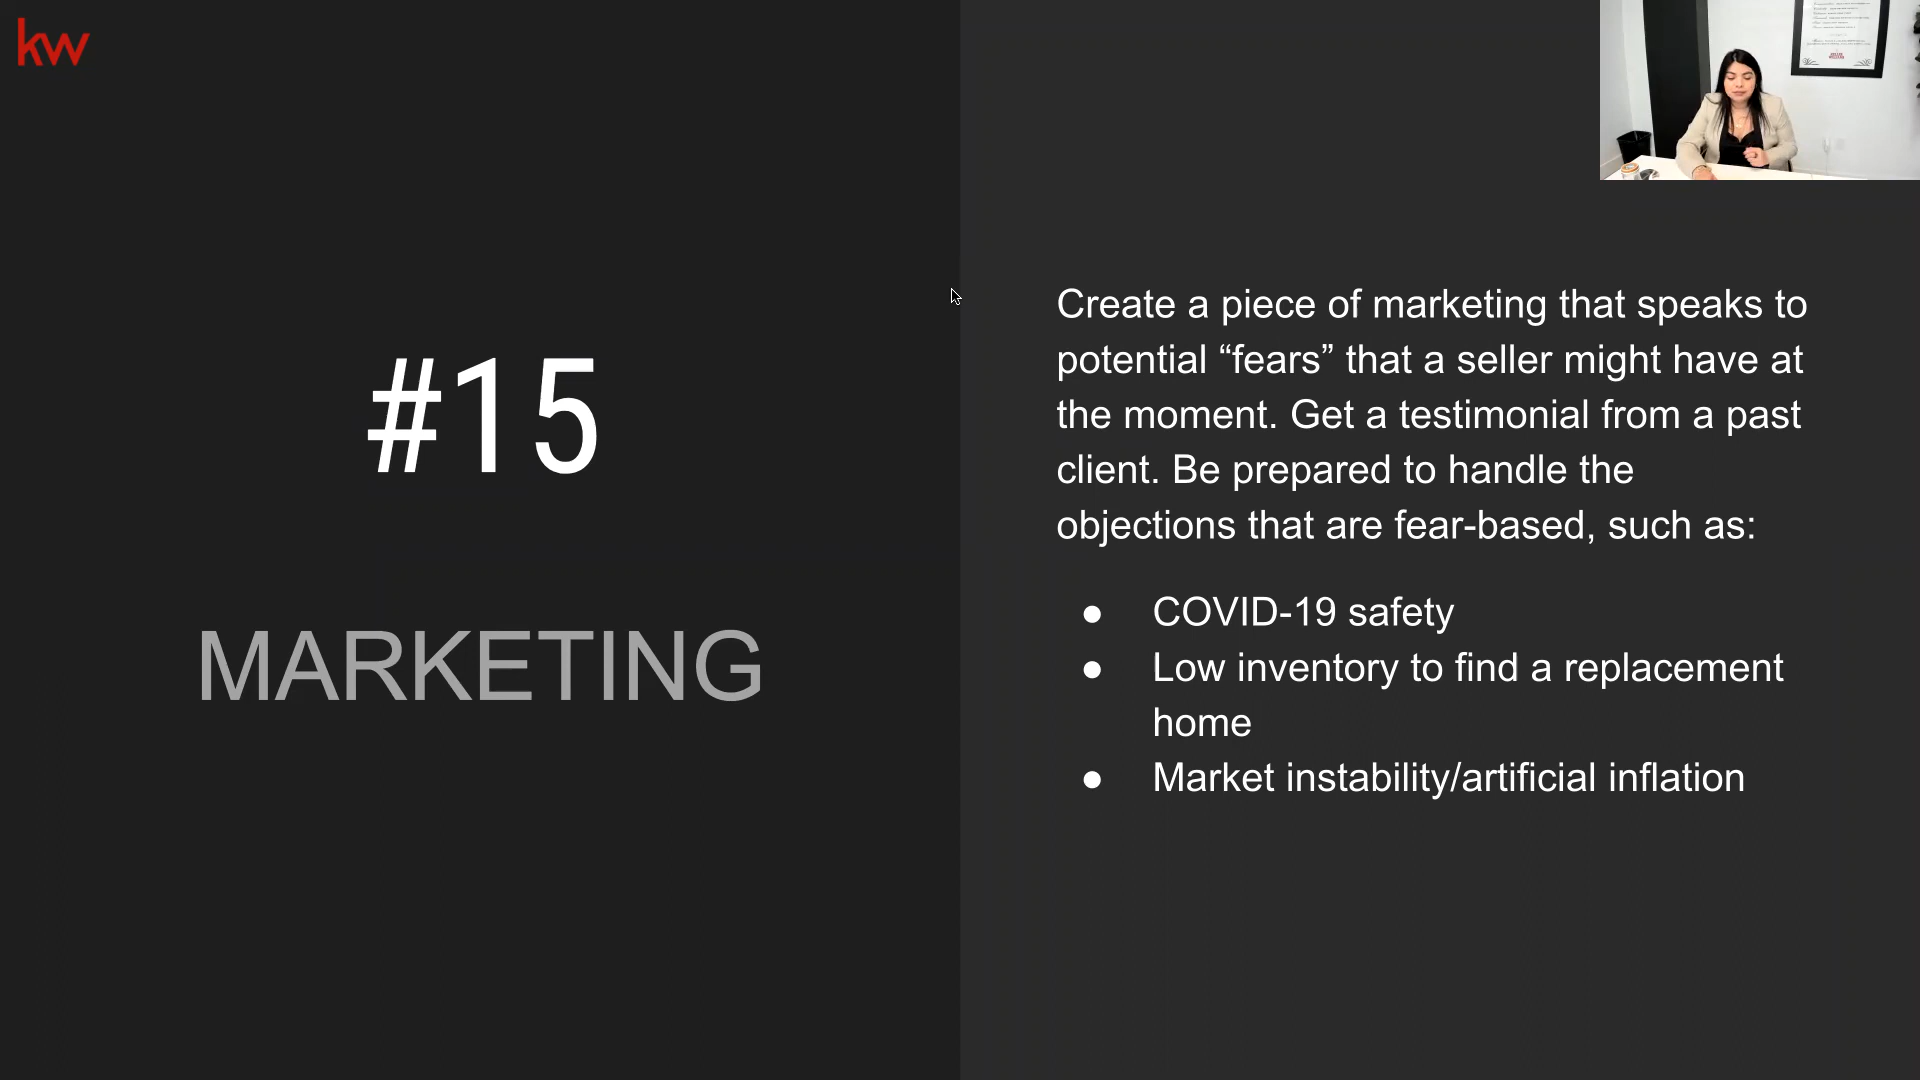 kw
#15
MARKETING
Create a piece of marketing that speaks to
potential “fears” that a seller might have at
the moment. Get a testimonial from a past
client. Be prepared to handle the
objections that are fear-based, such as:
● COVID-19 safety
● Low inventory to find a replacement
home
● Market instability/artificial inflation